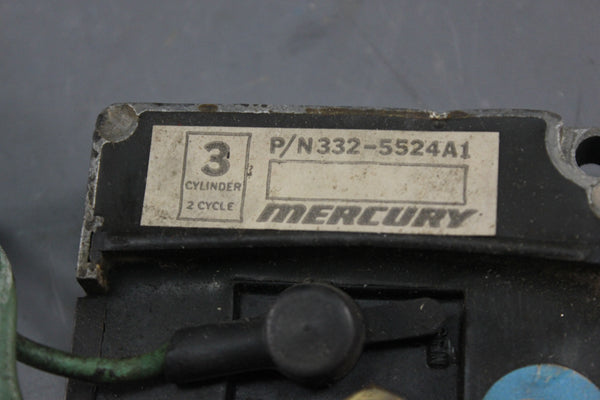 3
CYLINDER
2 CYCLE
P/N332-5524A1
MERCURY